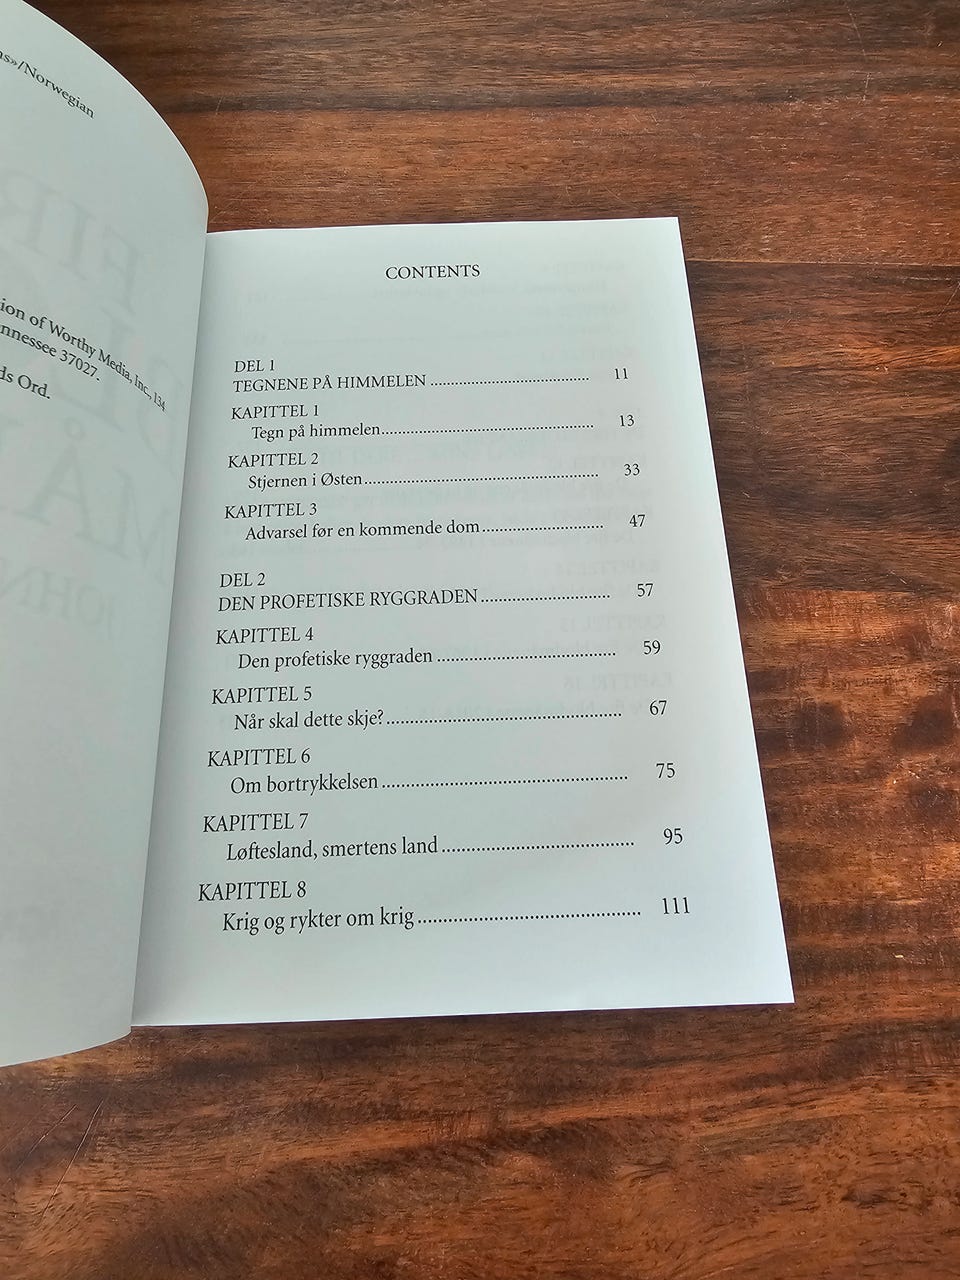 ns»/Norwegian
ion of Worthy Media, Inc., 134
nnessee 37027.
ds Ord.
CONTENTS
DEL 1
TEGNENE PÅ HIMMELEN ........................................ 11
KAPITTEL 1
Tegn på himmelen..................................................... 13
KAPITTEL 2
Stjernen i Østen.......................................................... 33
KAPITTEL 3
Advarsel før en kommende dom.............................. 47
DEL 2
DEN PROFETISKE RYGGRADEN.............................. 57
KAPITTEL 4
Den profetiske ryggraden ......................................... 59
KAPITTEL 5
Når skal dette skje?.................................................... 67
KAPITTEL 6
Om bortrykkelsen ..................................................... 75
KAPITTEL 7
Løftesland, smertens land ......................................... 95
KAPITTEL 8
Krig og rykter om krig............................................... 111